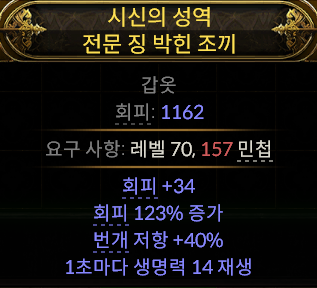 시신의 성역
전문 징 박힌 조끼
갑옷
회피: 1162
요구 사항: 레벨 70, 157 민첩
회피 +34
회피 123% 증가
번개 저항 +40%
1초마다 생명력 14 재생